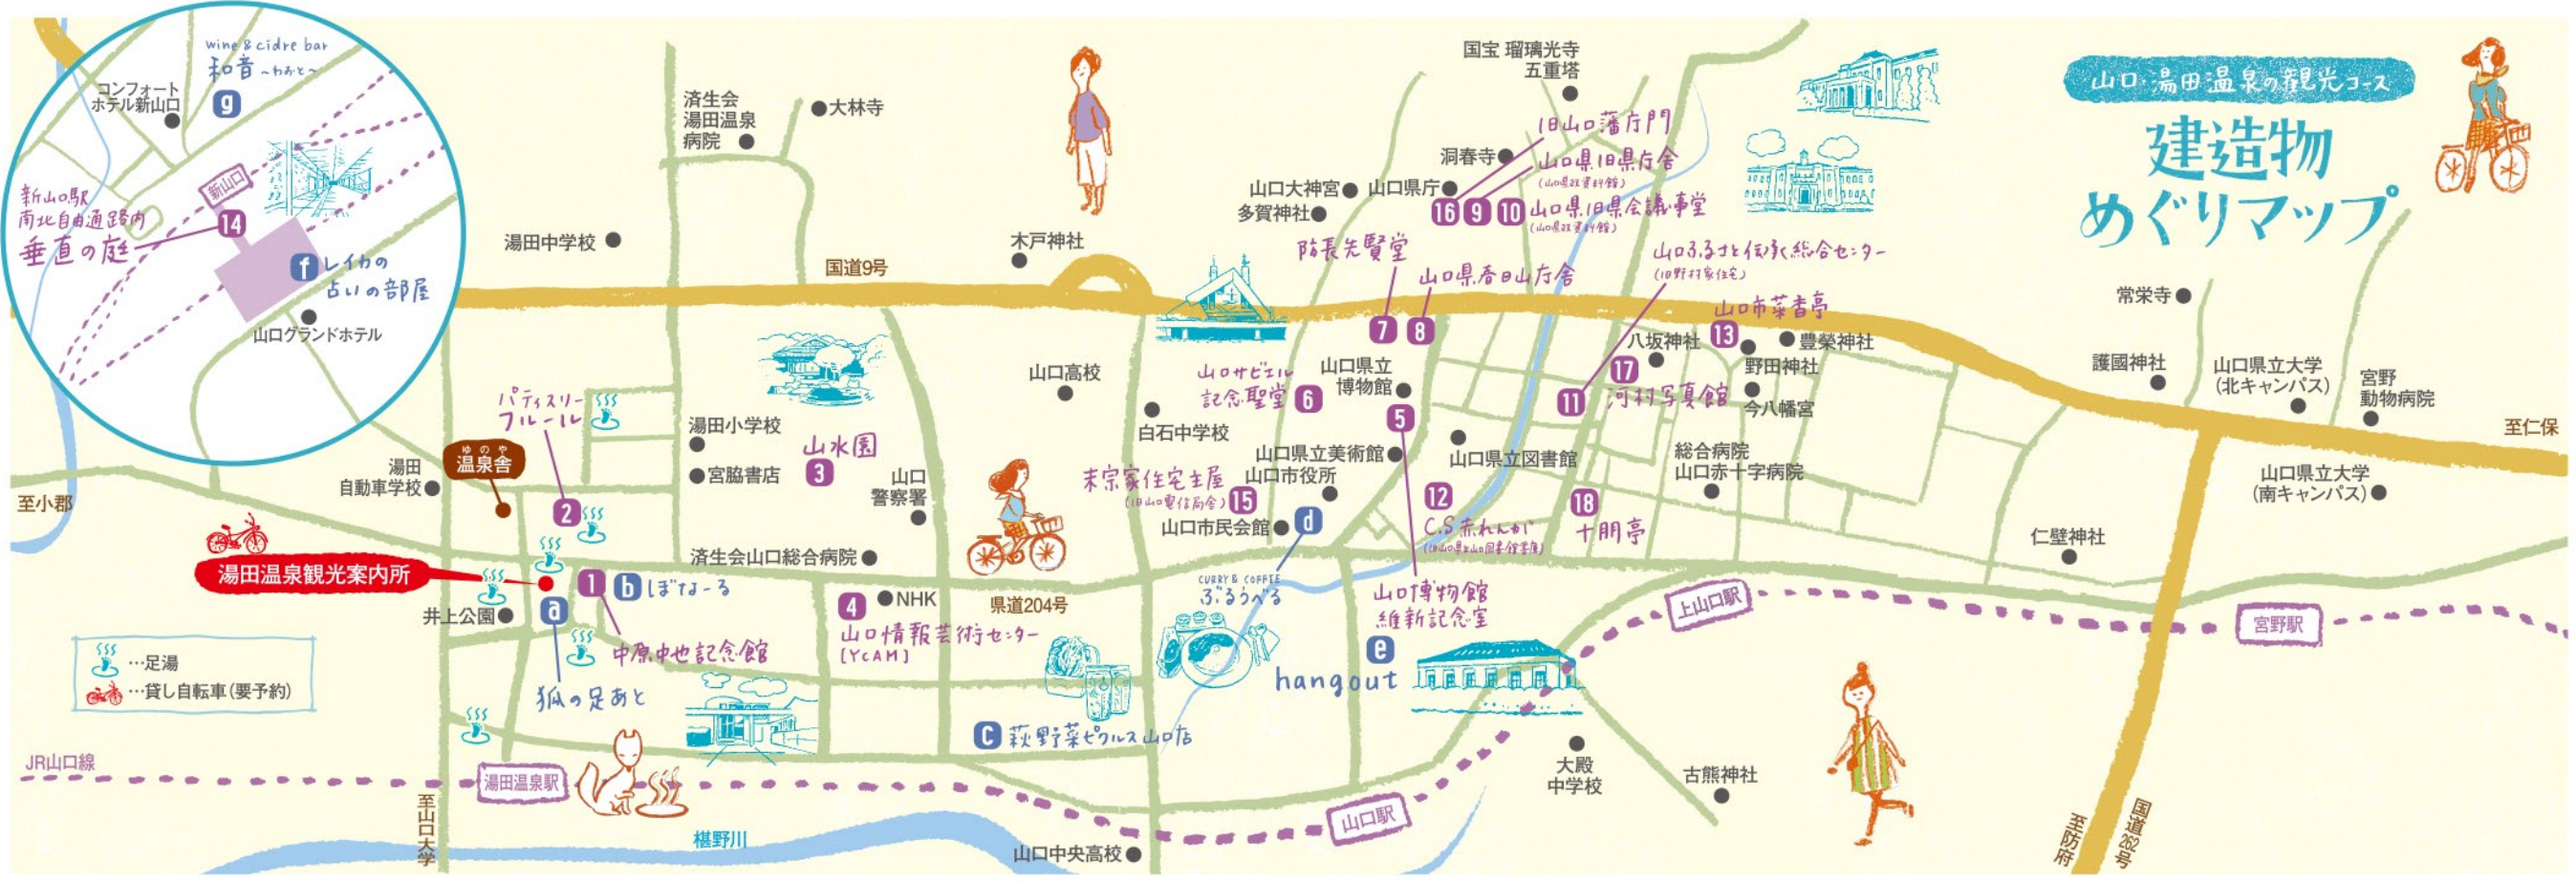 山口・湯田温泉の観光コース
建造物
めぐりマップ
wine & cidre bar
和音 ～わおと～
g
コンフォート
ホテル新山口
新山口
新山口駅
南北自由通路内
垂直の庭
14
f
レイカの
占いの部屋
山口グランドホテル
済生会
湯田温泉
病院
大林寺
湯田中学校
国道9号
木戸神社
国宝 瑠璃光寺
五重塔
旧山口藩庁門
洞春寺
山口県旧県庁舎
(山口県政資料館)
山口大神宮
山口県庁
多賀神社
16
9
10
山口県旧県会議事堂
(山口県政資料館)
防長先賢堂
山口県春日山庁舎
7
8
山口ふるさと伝承総合センター
(旧野村家住宅)
山口市菜香亭
13
八坂神社
豊榮神社
野田神社
17
河村写真館
今八幡宮
11
常栄寺
護國神社
山口県立大学
(北キャンパス)
宮野
動物病院
至仁保
山口県立大学
(南キャンパス)
仁壁神社
パティスリー
フルール
2
ゆのや
温泉舎
湯田
自動車学校
至小郡
湯田小学校
宮脇書店
山水園
3
山口
警察署
山口高校
白石中学校
山口サビエル
記念聖堂
6
山口県立
博物館
5
山口県立美術館
山口市役所
末宗家住宅主屋
(旧山口電信局舎)
15
山口市民会館
d
山口県立図書館
12
C.S赤れんが
(旧山口県立山口図書館書庫)
18
十朋亭
総合病院
山口赤十字病院
湯田温泉観光案内所
済生会山口総合病院
1
b
ぼなーる
a
井上公園
中原中也記念館
狐の足あと
4
NHK
山口情報芸術センター
[YCAM]
県道204号
CURRY & COFFEE
ぶるうべる
山口博物館
維新記念室
e
hangout
c
萩野菜ピクルス山口店
…足湯
…貸し自転車(要予約)
JR山口線
湯田温泉駅
至山口大学
椹野川
山口中央高校
山口駅
上山口駅
宮野駅
大殿
中学校
古熊神社
至防府
国道262号